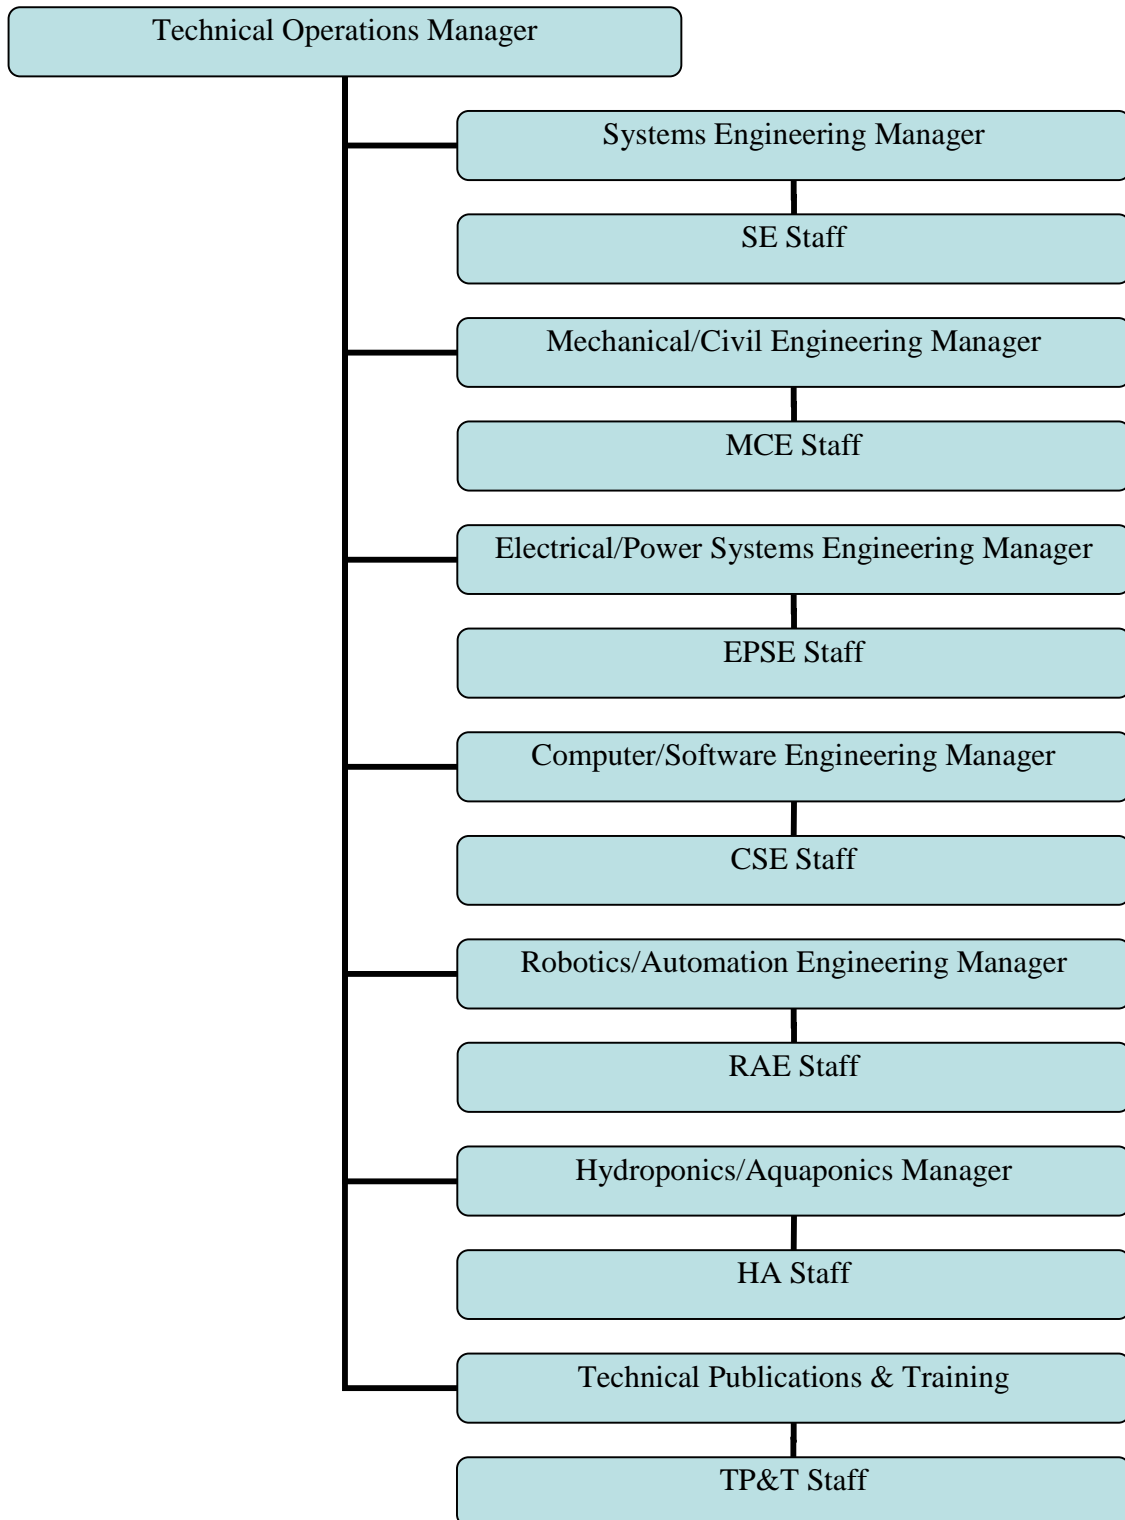 Technical Operations Manager
Systems Engineering Manager
SE Staff
Mechanical/Civil Engineering Manager
MCE Staff
Electrical/Power Systems Engineering Manager
EPSE Staff
Computer/Software Engineering Manager
CSE Staff
Robotics/Automation Engineering Manager
RAE Staff
Hydroponics/Aquaponics Manager
HA Staff
Technical Publications & Training
TP&T Staff